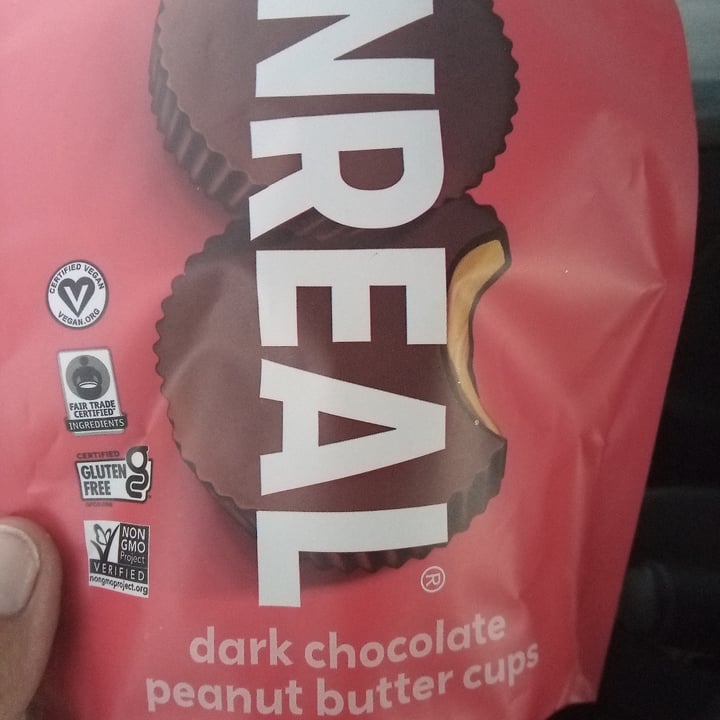 NREAL®
CERTIFIED VEGAN
VEGAN.ORG
FAIR TRADE
CERTIFIED
INGREDIENTS
CERTIFIED
GLUTEN
FREE
NON
GMO
Project
VERIFIED
nongmoproject.org
dark chocolate
peanut butter cups